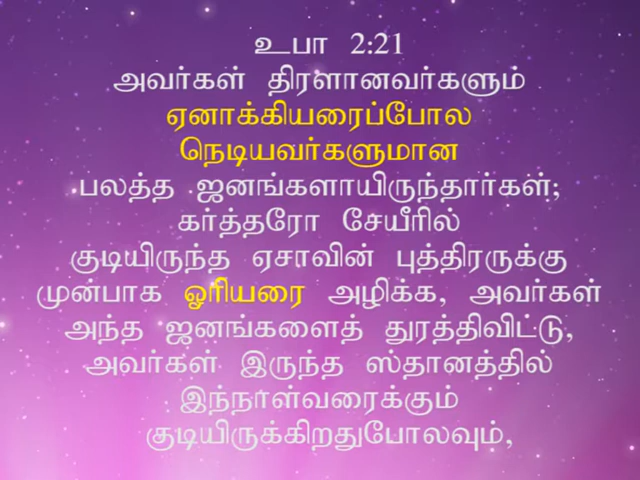 உபா 2:21
அவர்கள் திரளானவர்களும்
ஏனாக்கியரைப்போல
நெடியவர்களுமான
பலத்த ஜனங்களாயிருந்தார்கள்;
கர்த்தரோ சேயீரில்
குடியிருந்த ஏசாவின் புத்திரருக்கு
முன்பாக ஓரியரை அழிக்க, அவர்கள்
அந்த ஜனங்களைத் துரத்திவிட்டு,
அவர்கள் இருந்த ஸ்தானத்தில்
இந்நாள்வரைக்கும்
குடியிருக்கிறதுபோலவும்,